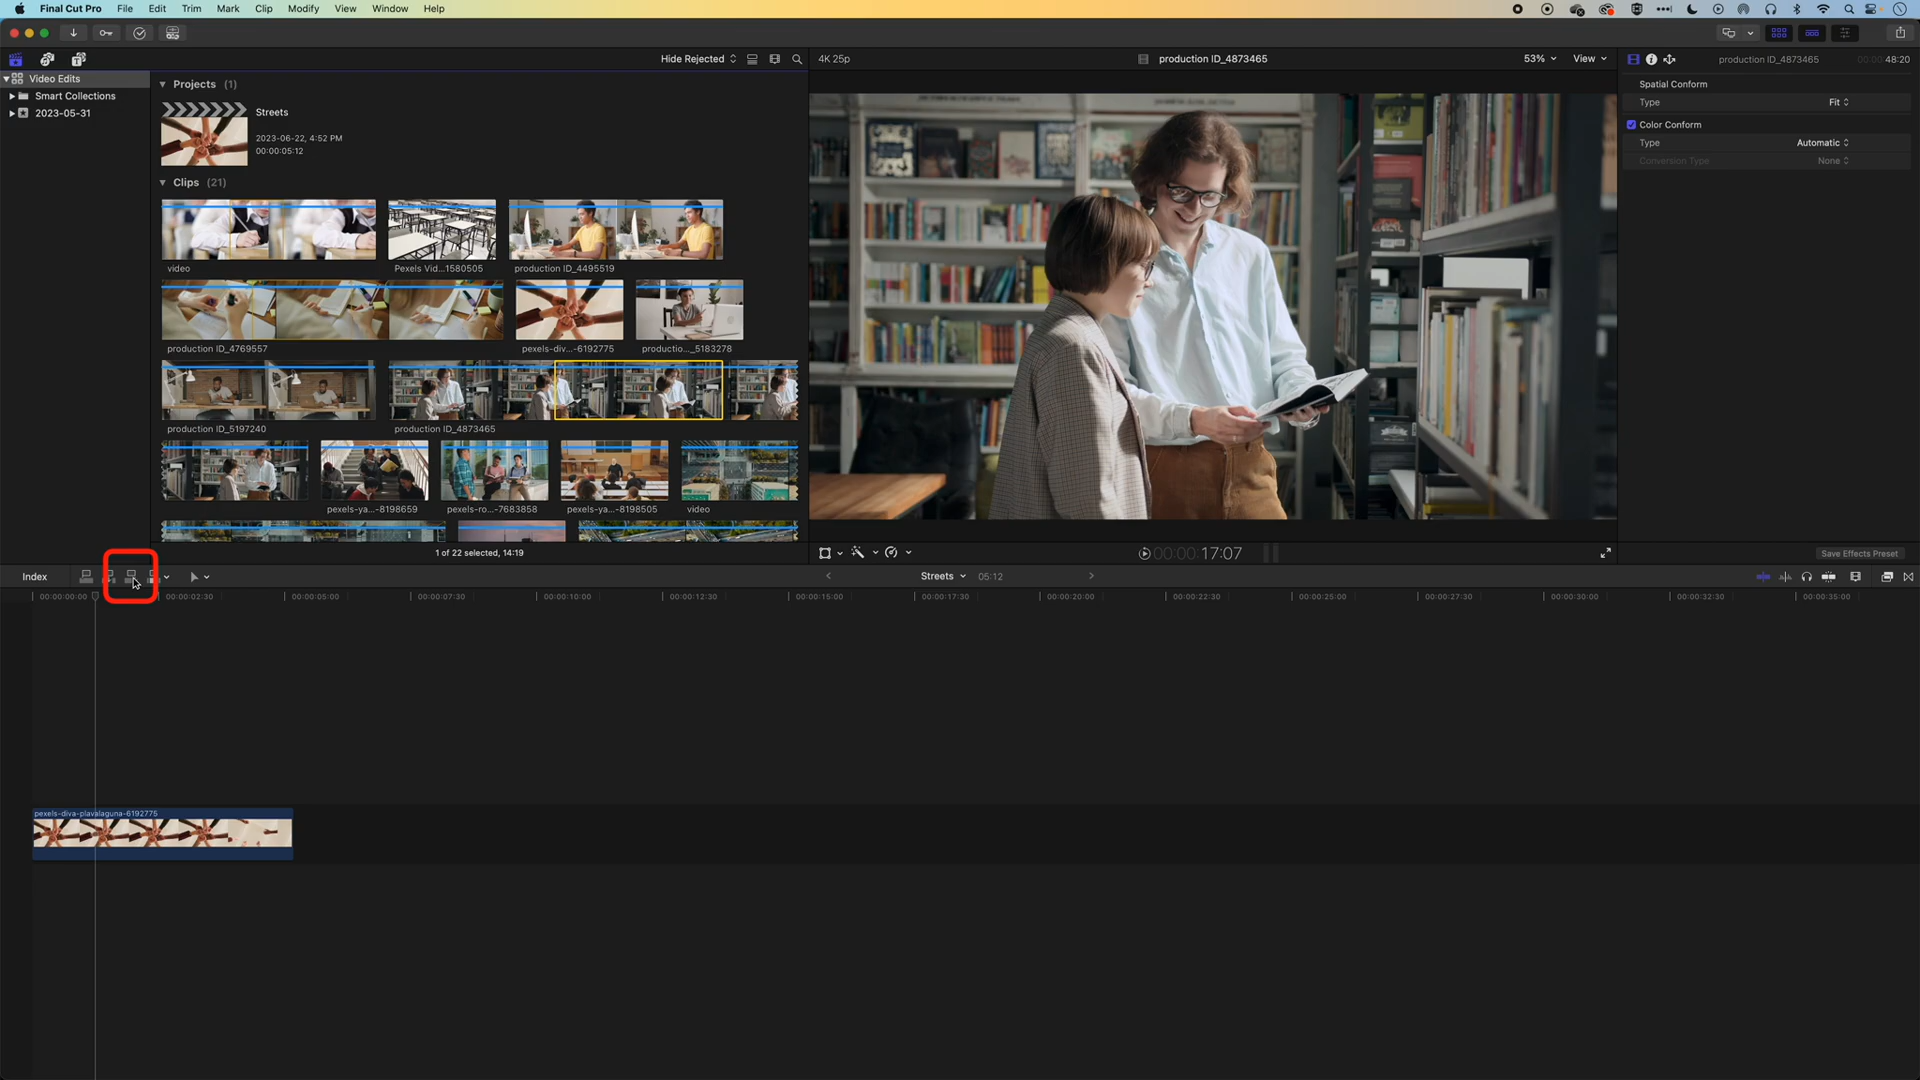 Final Cut Pro File Edit Trim Mark Clip Modify View Window Help
Hide Rejected
4K 25p
production ID_4873465
53%
View
production ID_4873465
00:00:48:20
Video Edits
Smart Collections
2023-05-31
Projects (1)
Streets
2023-06-22, 4:52 PM
00:00:05:12
Clips (21)
video
Pexels Vid...1580505
production ID_4495519
production ID_4769557
pexels-div...-6192775
productio..._5183278
production ID_5197240
production ID_4873465
pexels-ya...-8198659
pexels-ro...-7683858
pexels-ya...-8198505
video
1 of 22 selected, 14:19
Spatial Conform
Type
Fit
Color Conform
Type
Automatic
Conversion Type
None
00:00:17:07
Save Effects Preset
Index
Streets
05:12
00:00:00:00
00:00:02:30
00:00:05:00
00:00:07:30
00:00:10:00
00:00:12:30
00:00:15:00
00:00:17:30
00:00:20:00
00:00:22:30
00:00:25:00
00:00:27:30
00:00:30:00
00:00:32:30
00:00:35:00
pexels-diva-plavalaguna-6192775